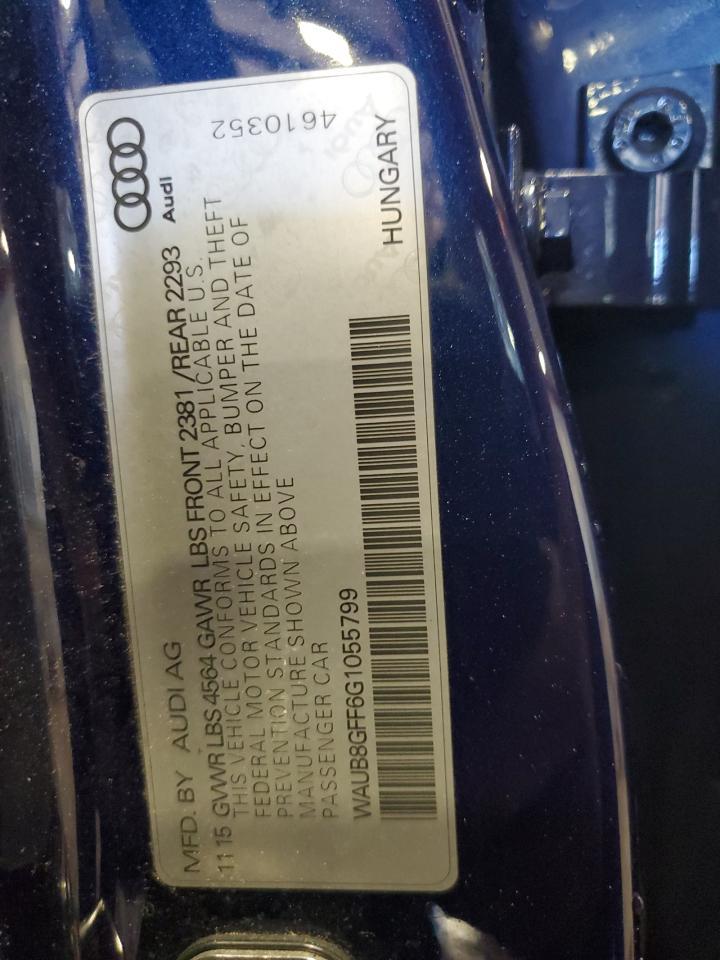 MFD. BY AUDI AG
Audi
11 15 GVWR LBS 4564 GAWR LBS FRONT 2381 /REAR 2293
4610352
THIS VEHICLE CONFORMS TO ALL APPLICABLE U.S.
FEDERAL MOTOR VEHICLE SAFETY, BUMPER AND THEFT
PREVENTION STANDARDS IN EFFECT ON THE DATE OF
MANUFACTURE SHOWN ABOVE
PASSENGER CAR
WAUB8GFF6G1055799
HUNGARY